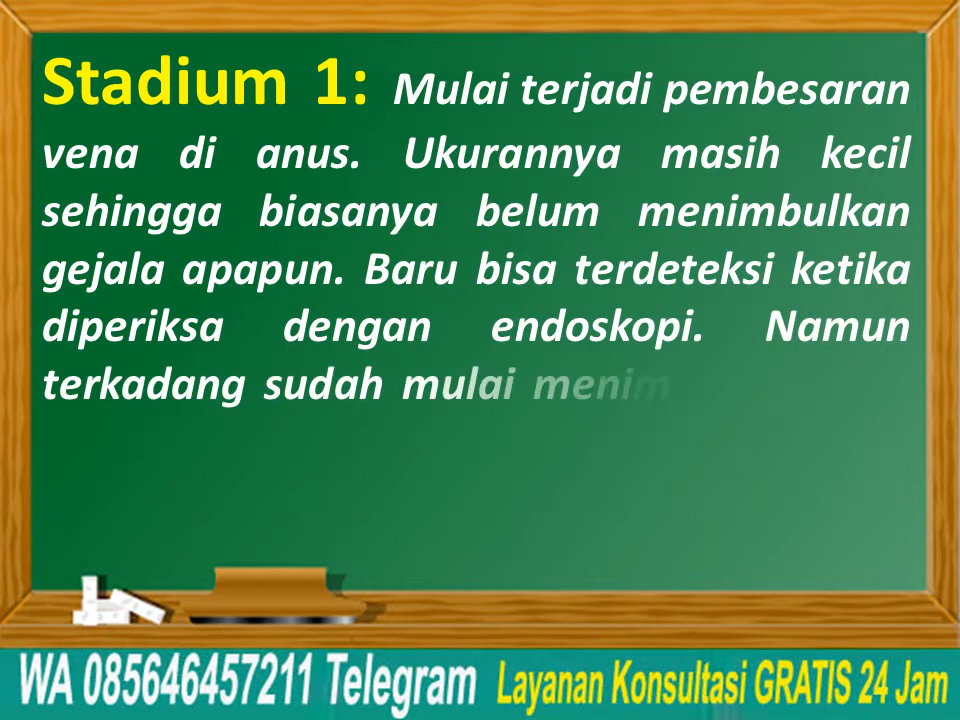 Stadium 1: Mulai terjadi pembesaran
vena di anus. Ukurannya masih kecil
sehingga biasanya belum menimbulkan
gejala apapun. Baru bisa terdeteksi ketika
diperiksa dengan endoskopi. Namun
terkadang sudah mulai menim
WA 085646457211 Telegram Layanan Konsultasi GRATIS 24 Jam